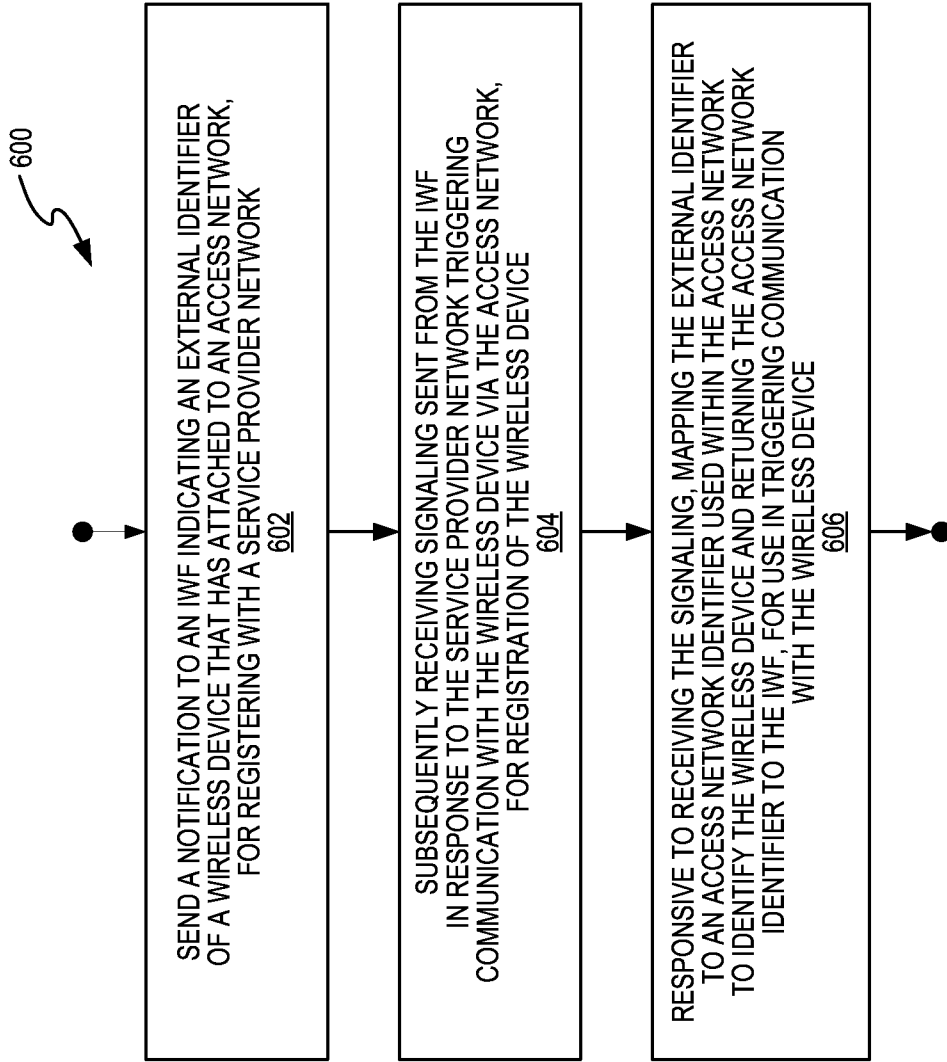 600
SEND A NOTIFICATION TO AN IWF INDICATING AN EXTERNAL IDENTIFIER
OF A WIRELESS DEVICE THAT HAS ATTACHED TO AN ACCESS NETWORK,
FOR REGISTERING WITH A SERVICE PROVIDER NETWORK
602
SUBSEQUENTLY RECEIVING SIGNALING SENT FROM THE IWF
IN RESPONSE TO THE SERVICE PROVIDER NETWORK TRIGGERING
COMMUNICATION WITH THE WIRELESS DEVICE VIA THE ACCESS NETWORK,
FOR REGISTRATION OF THE WIRELESS DEVICE
604
RESPONSIVE TO RECEIVING THE SIGNALING, MAPPING THE EXTERNAL IDENTIFIER
TO AN ACCESS NETWORK IDENTIFIER USED WITHIN THE ACCESS NETWORK
TO IDENTIFY THE WIRELESS DEVICE AND RETURNING THE ACCESS NETWORK
IDENTIFIER TO THE IWF, FOR USE IN TRIGGERING COMMUNICATION
WITH THE WIRELESS DEVICE
606